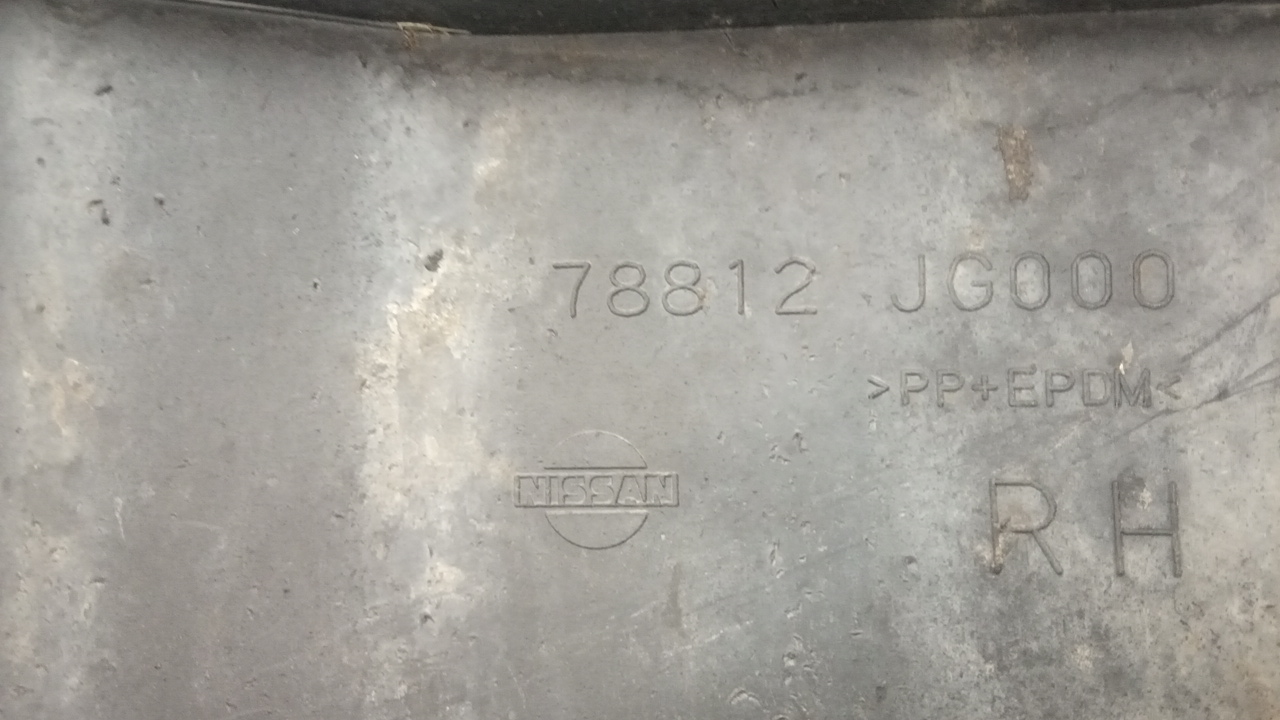 78812 JG000
>PP+EPDM<
NISSAN
RH